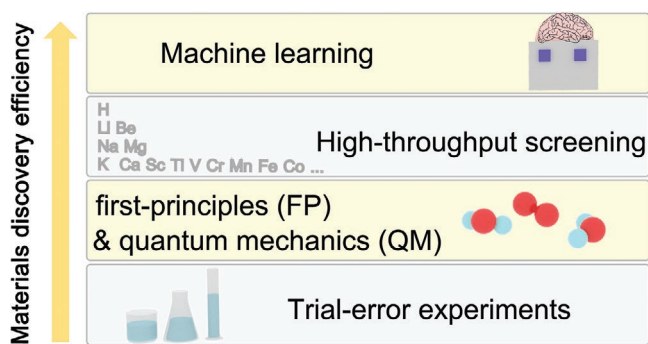 Materials discovery efficiency
Machine learning
H
Li Be
Na Mg
K Ca Sc Ti V Cr Mn Fe Co ...
High-throughput screening
first-principles (FP)
& quantum mechanics (QM)
Trial-error experiments